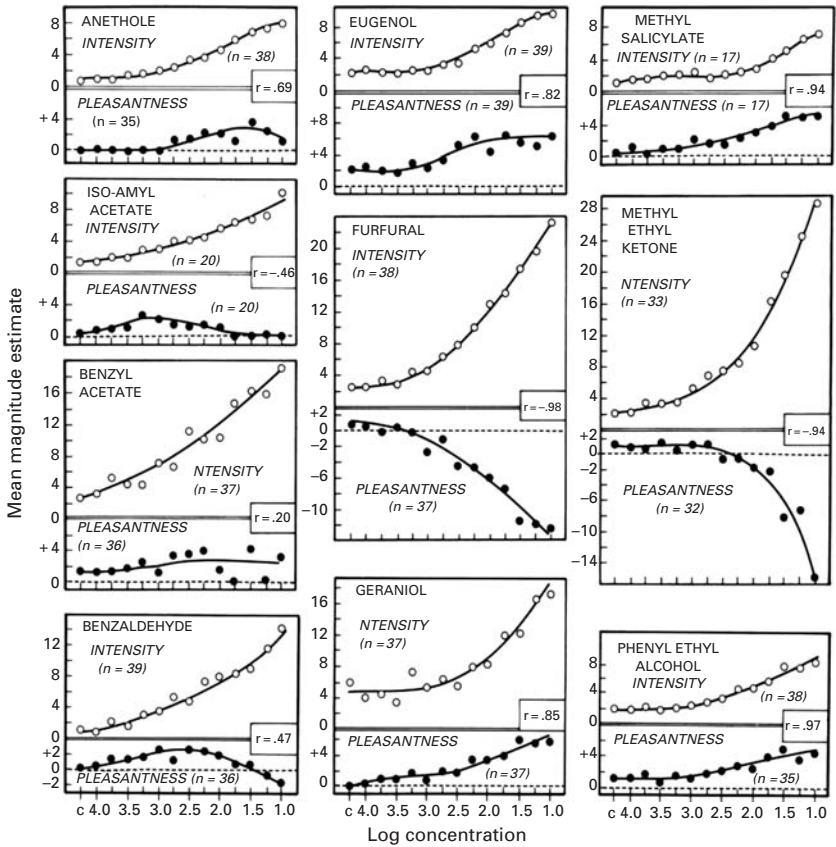 Mean magnitude estimate
ANETHOLE
INTENSITY
(n = 38)
8
4
0
r = .69
PLEASANTNESS
(n = 35)
+4
0
ISO-AMYL
ACETATE
INTENSITY
(n = 20)
8
4
0
r = –.46
PLEASANTNESS
(n = 20)
+4
0
BENZYL
ACETATE
NTENSITY
(n = 37)
16
12
8
4
0
r = .20
PLEASANTNESS
(n = 36)
+4
0
BENZALDEHYDE
INTENSITY
(n = 39)
12
8
4
0
r = .47
+2
0
–2
PLEASANTNESS (n = 36)
c 4.0 3.5 3.0 2.5 2.0 1.5 1.0
EUGENOL
INTENSITY
(n = 39)
8
4
0
r = .82
PLEASANTNESS (n = 39)
+8
+4
0
FURFURAL
INTENSITY
(n = 38)
20
16
12
8
4
r = –.98
+2
0
–2
–6
–10
PLEASANTNESS
(n = 37)
GERANIOL
NTENSITY
(n = 37)
16
12
8
4
0
r = .85
PLEASANTNESS
(n = 37)
+4
0
c 4.0 3.5 3.0 2.5 2.0 1.5 1.0
METHYL
SALICYLATE
INTENSITY (n = 17)
8
4
0
r = .94
PLEASANTNESS (n = 17)
+4
0
METHYL
ETHYL
KETONE
NTENSITY
(n = 33)
28
24
20
16
12
8
4
r = –.94
+2
0
–2
–6
–10
–14
PLEASANTNESS
(n = 32)
PHENYL ETHYL
ALCOHOL
INTENSITY
(n = 38)
8
4
0
r = .97
PLEASANTNESS
(n = 35)
+4
0
c 4.0 3.5 3.0 2.5 2.0 1.5 1.0
Log concentration